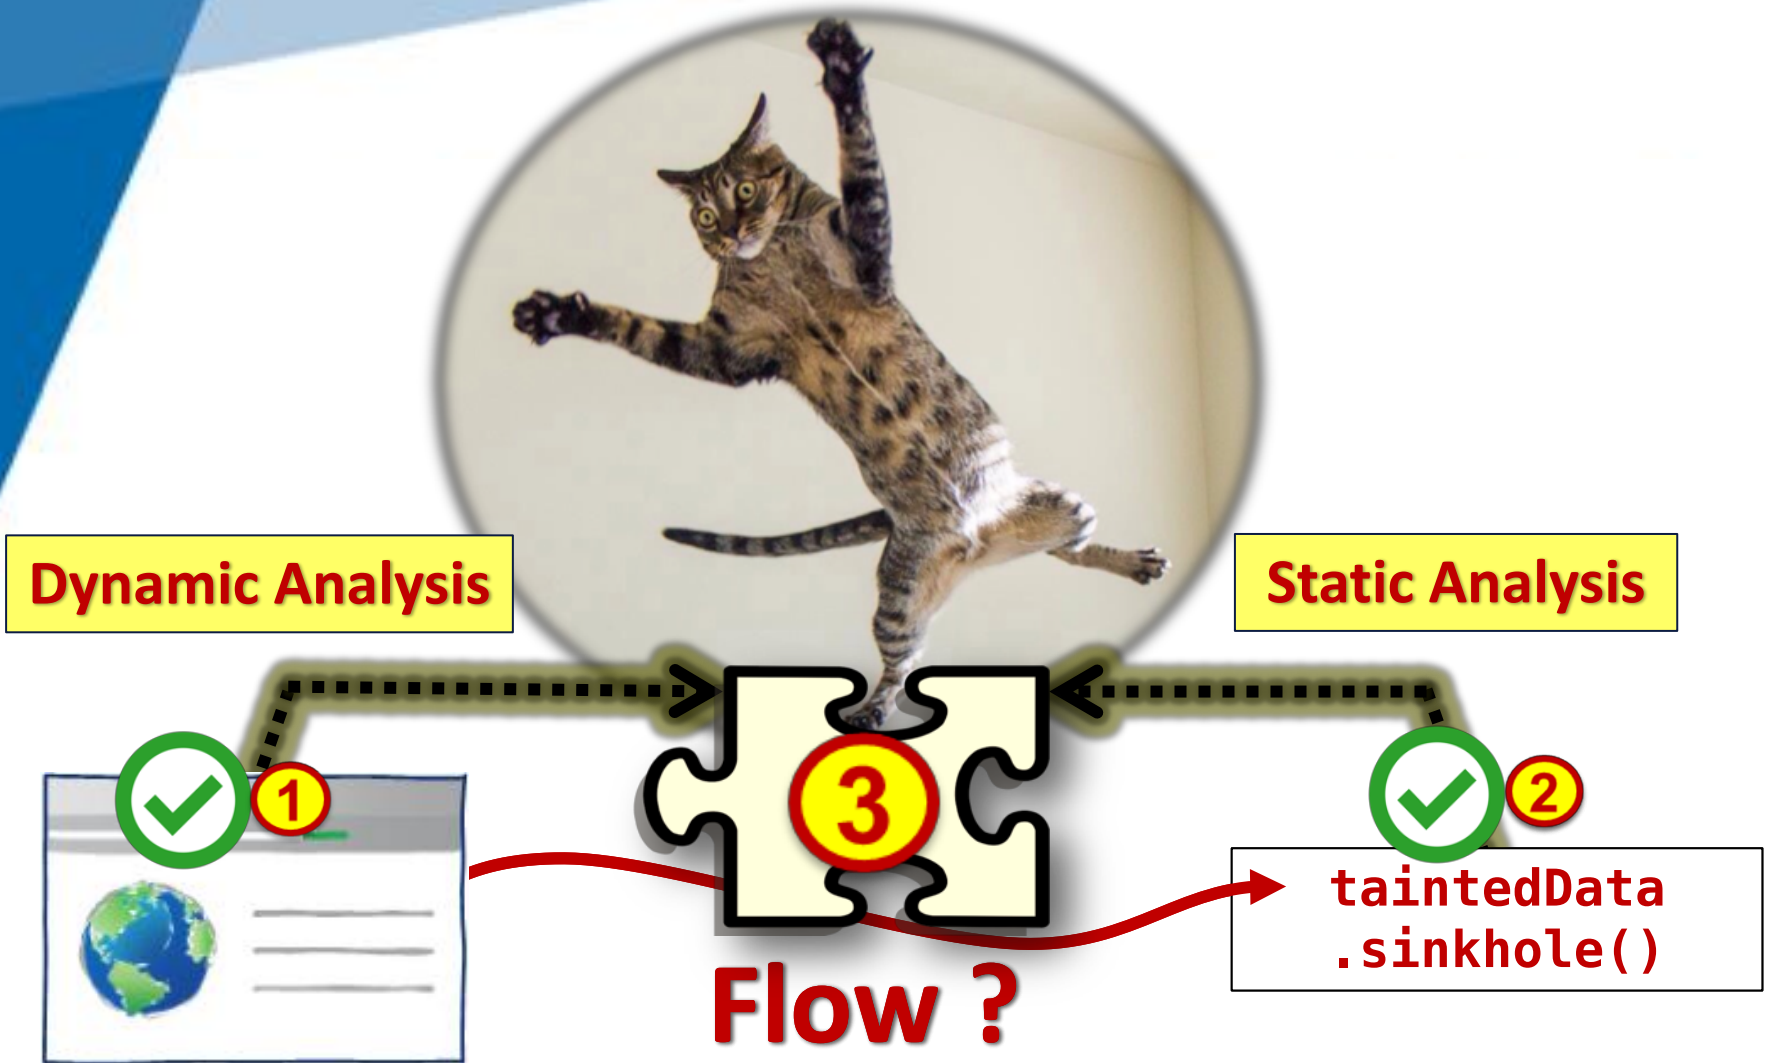 Dynamic Analysis
Static Analysis
1
3
2
taintedData
.sinkhole()
Flow ?